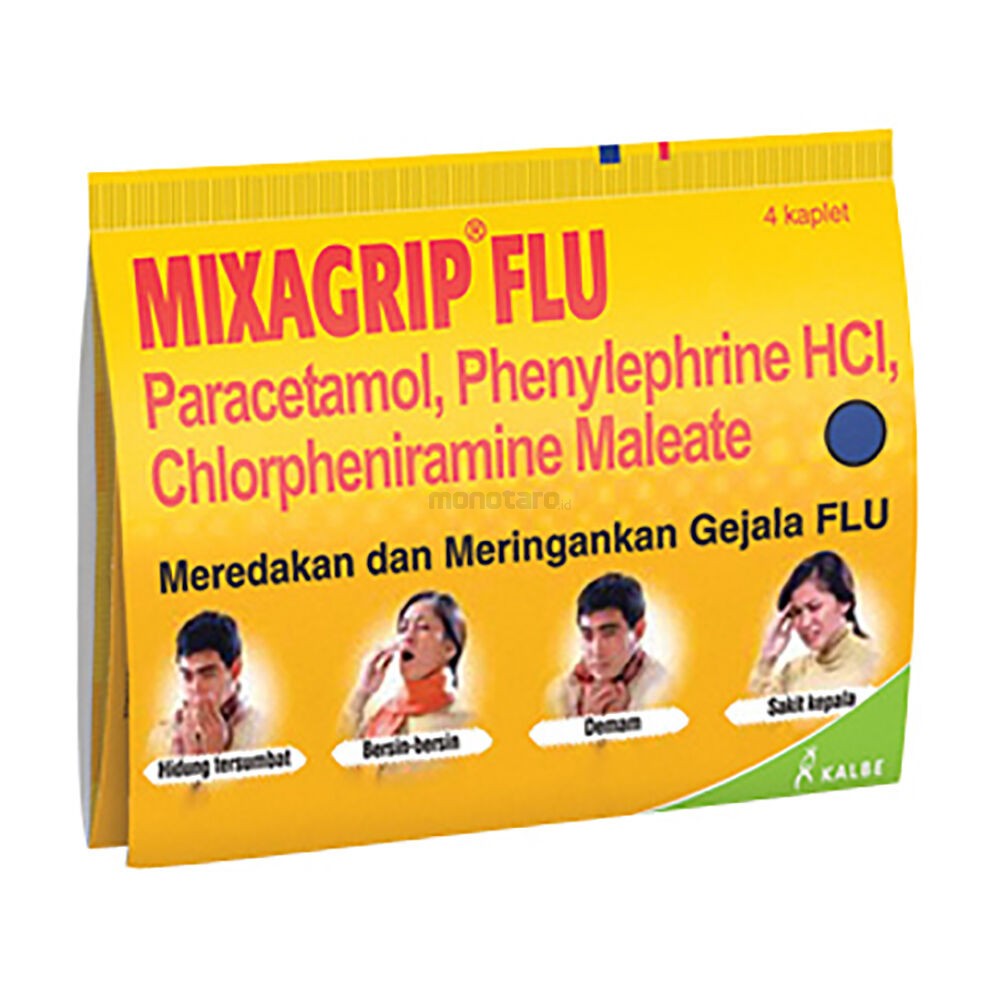 4 kaplet
MIXAGRIP® FLU
Paracetamol, Phenylephrine HCl,
Chlorpheniramine Maleate
monotaro.id
Meredakan dan Meringankan Gejala FLU
Hidung tersumbat
Bersin-bersin
Demam
Sakit kepala
KALBE